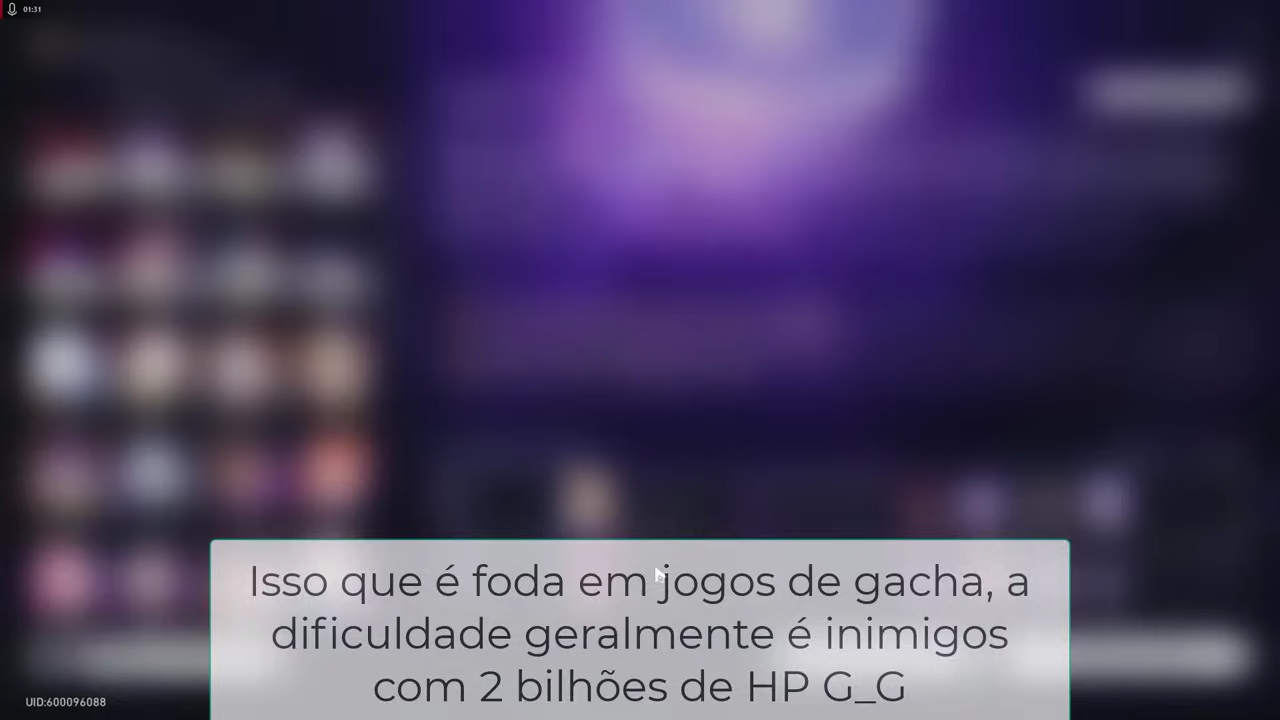 01:31
Isso que é foda em jogos de gacha, a
dificuldade geralmente é inimigos
com 2 bilhões de HP G_G
UID:600096088